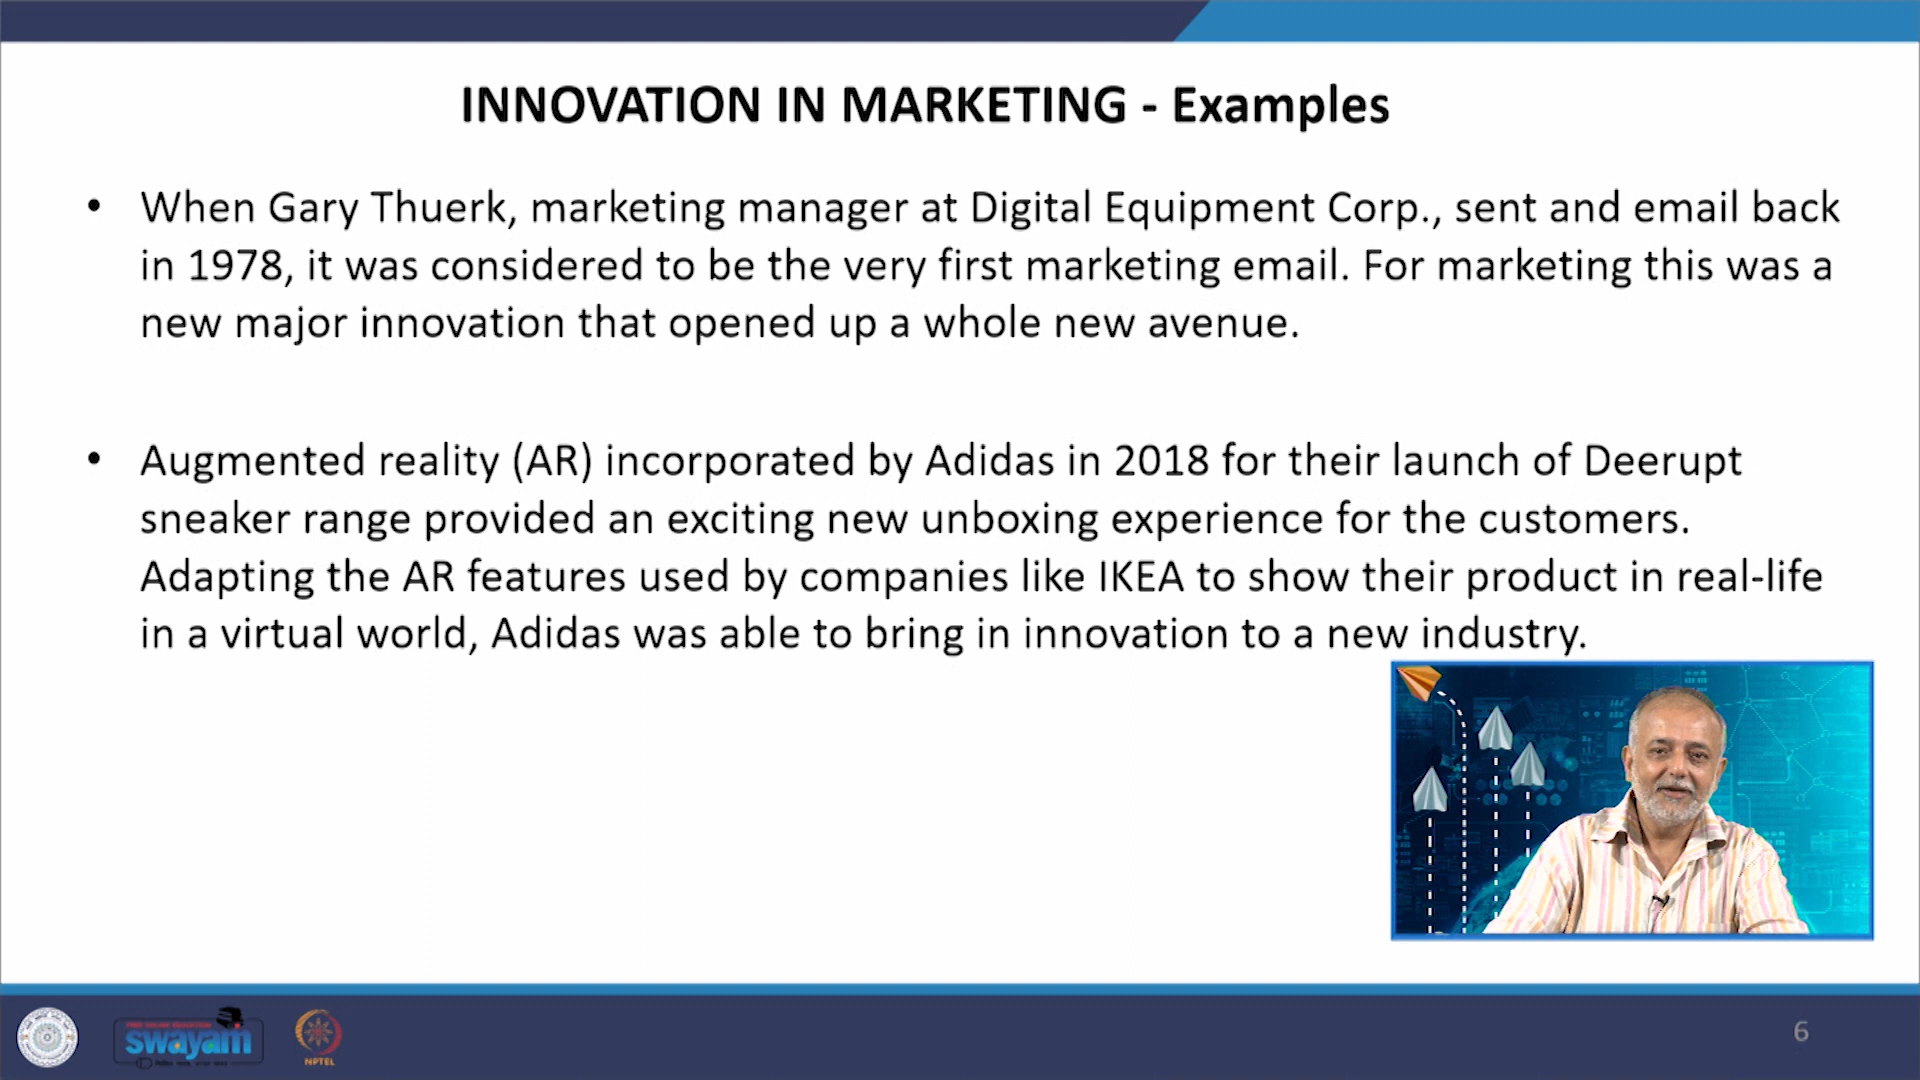 INNOVATION IN MARKETING - Examples
• When Gary Thuerk, marketing manager at Digital Equipment Corp., sent and email back
in 1978, it was considered to be the very first marketing email. For marketing this was a
new major innovation that opened up a whole new avenue.
• Augmented reality (AR) incorporated by Adidas in 2018 for their launch of Deerupt
sneaker range provided an exciting new unboxing experience for the customers.
Adapting the AR features used by companies like IKEA to show their product in real-life
in a virtual world, Adidas was able to bring in innovation to a new industry.
swayam
NPTEL
6